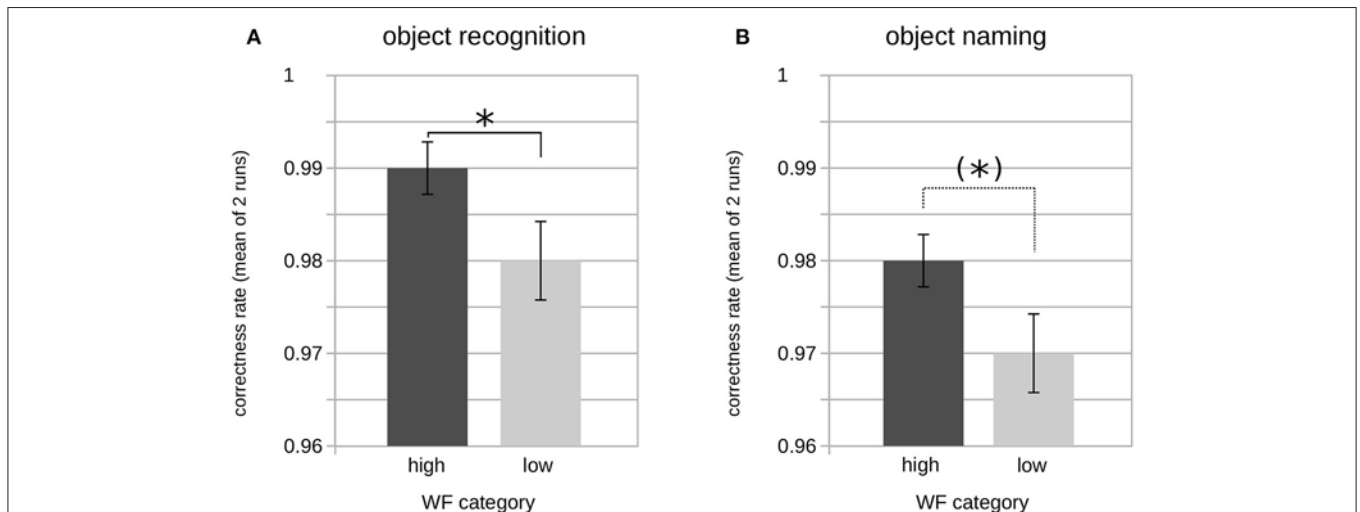 A object recognition
correctness rate (mean of 2 runs)
1
0.99
0.98
0.97
0.96
*
high low
WF category
B object naming
correctness rate (mean of 2 runs)
1
0.99
0.98
0.97
0.96
(*)
high low
WF category